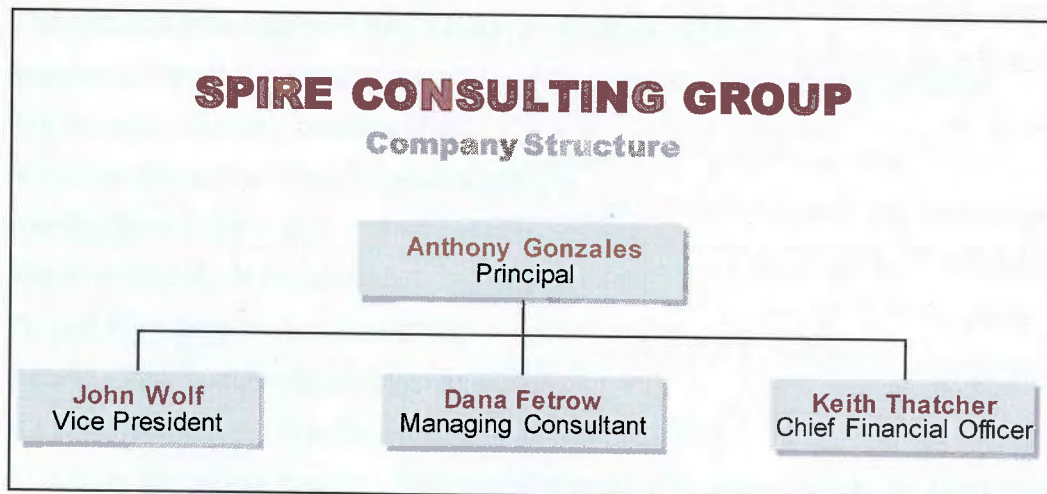 SPIRE CONSULTING GROUP
Company Structure
Anthony Gonzales
Principal
John Wolf
Vice President
Dana Fetrow
Managing Consultant
Keith Thatcher
Chief Financial Officer